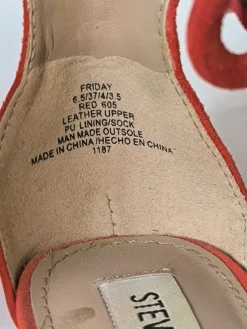 FRIDAY
6.5/37/4/3.5
RED 605
LEATHER UPPER
PU LINING/SOCK
MAN MADE OUTSOLE
MADE IN CHINA/HECHO EN CHINA
1187
STEV